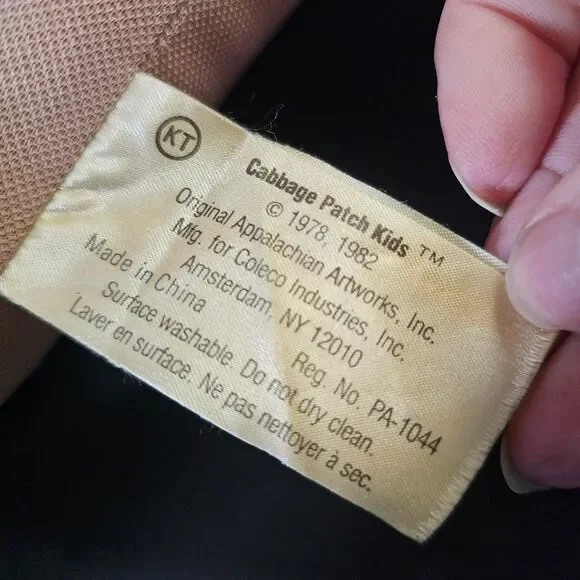 KT
Cabbage Patch Kids ™
© 1978, 1982
Original Appalachian Artworks, Inc.
Mfg. for Coleco Industries, Inc.
Amsterdam, NY 12010
Made in China Reg. No. PA-1044
Surface washable. Do not dry clean.
Laver en surface. Ne pas nettoyer à sec.